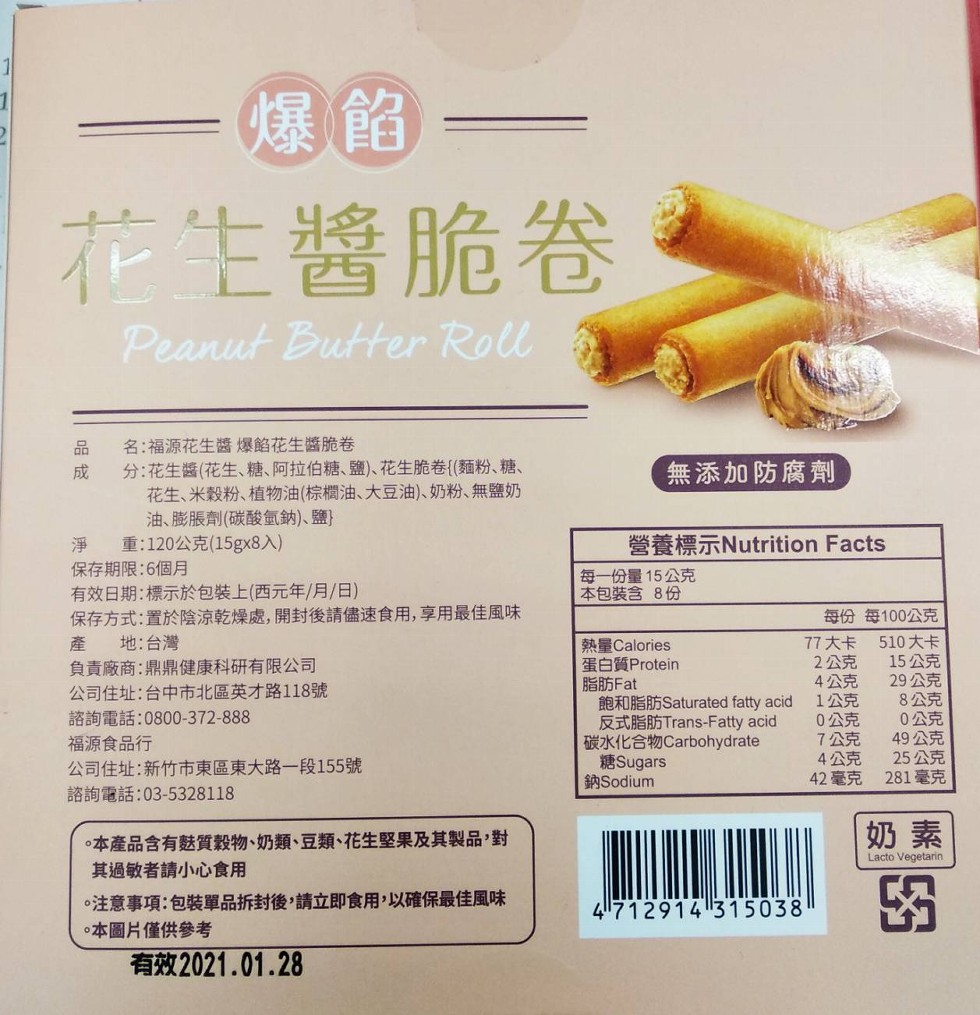 爆餡
花生醬脆卷
Peanut Butter Roll
品 名:福源花生醬 爆餡花生醬脆卷
成 分:花生醬(花生、糖、阿拉伯糖、鹽)、花生脆卷{(麵粉、糖、
花生、米穀粉、植物油(棕櫚油、大豆油)、奶粉、無鹽奶
油、膨脹劑(碳酸氫鈉)、鹽}
淨 重:120公克(15gx8入)
保存期限:6個月
有效日期:標示於包裝上(西元年/月/日)
保存方式:置於陰涼乾燥處,開封後請儘速食用,享用最佳風味
產 地:台灣
負責廠商:鼎鼎健康科研有限公司
公司住址:台中市北區英才路118號
諮詢電話:0800-372-888
福源食品行
公司住址:新竹市東區東大路一段155號
諮詢電話:03-5328118
。本產品含有麩質穀物、奶類、豆類、花生堅果及其製品,對
其過敏者請小心食用
。注意事項:包裝單品拆封後,請立即食用,以確保最佳風味
。本圖片僅供參考
有效2021.01.28
無添加防腐劑
營養標示Nutrition Facts
每一份量 15公克
本包裝含 8份
每份 每100公克
熱量Calories 77大卡 510大卡
蛋白質Protein 2公克 15公克
脂肪Fat 4公克 29公克
飽和脂肪Saturated fatty acid 1公克 8公克
反式脂肪Trans-Fatty acid 0公克 0公克
碳水化合物Carbohydrate 7公克 49公克
糖Sugars 4公克 25公克
鈉Sodium 42毫克 281毫克
4 712914 315038
奶素
Lacto Vegetarin